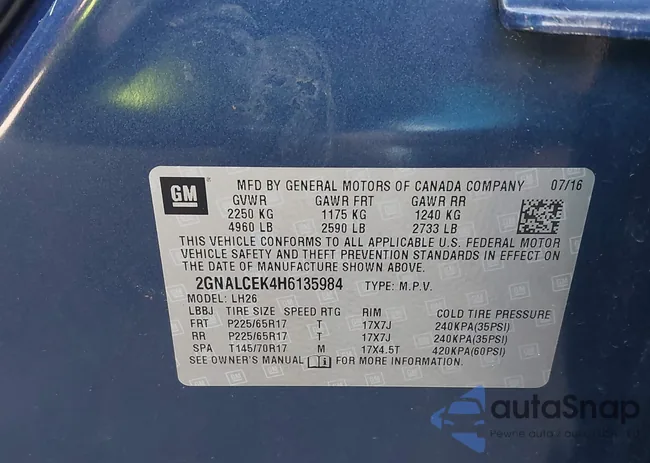 GM
MFD BY GENERAL MOTORS OF CANADA COMPANY 07/16
GVWR GAWR FRT GAWR RR
2250 KG 1175 KG 1240 KG
4960 LB 2590 LB 2733 LB
THIS VEHICLE CONFORMS TO ALL APPLICABLE U.S. FEDERAL MOTOR
VEHICLE SAFETY AND THEFT PREVENTION STANDARDS IN EFFECT ON
THE DATE OF MANUFACTURE SHOWN ABOVE.
2GNALCEK4H6135984 TYPE: M.P.V.
MODEL: LH26
LBBJ TIRE SIZE SPEED RTG RIM COLD TIRE PRESSURE
FRT P225/65R17 T 17X7J 240KPA(35PSI)
RR P225/65R17 T 17X7J 240KPA(35PSI)
SPA T145/70R17 M 17X4.5T 420KPA(60PSI)
SEE OWNER'S MANUAL FOR MORE INFORMATION.
autaSnap
Pewne auta